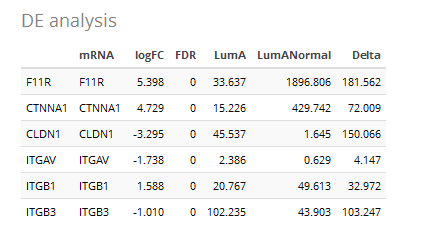 DE analysis
mRNA logFC FDR LumA LumANormal Delta
F11R F11R 5.398 0 33.637 1896.806 181.562
CTNNA1 CTNNA1 4.729 0 15.226 429.742 72.009
CLDN1 CLDN1 -3.295 0 45.537 1.645 150.066
ITGAV ITGAV -1.738 0 2.386 0.629 4.147
ITGB1 ITGB1 1.588 0 20.767 49.613 32.972
ITGB3 ITGB3 -1.010 0 102.235 43.903 103.247